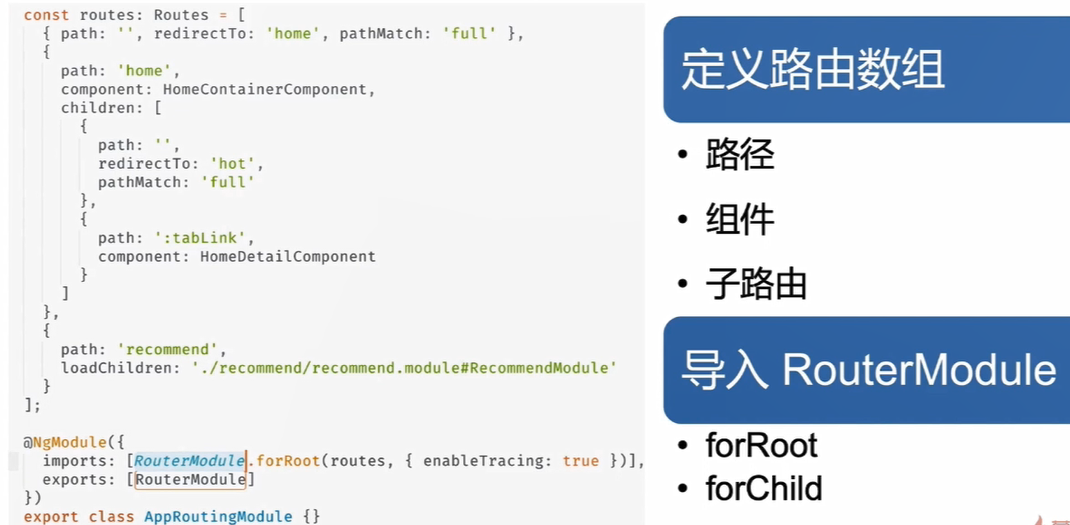 const routes: Routes = [
  { path: '', redirectTo: 'home', pathMatch: 'full' },
  {
    path: 'home',
    component: HomeContainerComponent,
    children: [
      {
        path: '',
        redirectTo: 'hot',
        pathMatch: 'full'
      },
      {
        path: ':tabLink',
        component: HomeDetailComponent
      }
    ]
  },
  {
    path: 'recommend',
    loadChildren: './recommend/recommend.module#RecommendModule'
  }
];
@NgModule({
  imports: [RouterModule.forRoot(routes, { enableTracing: true })],
  exports: [RouterModule]
})
export class AppRoutingModule {}
定义路由数组
• 路径
• 组件
• 子路由
导入 RouterModule
• forRoot
• forChild